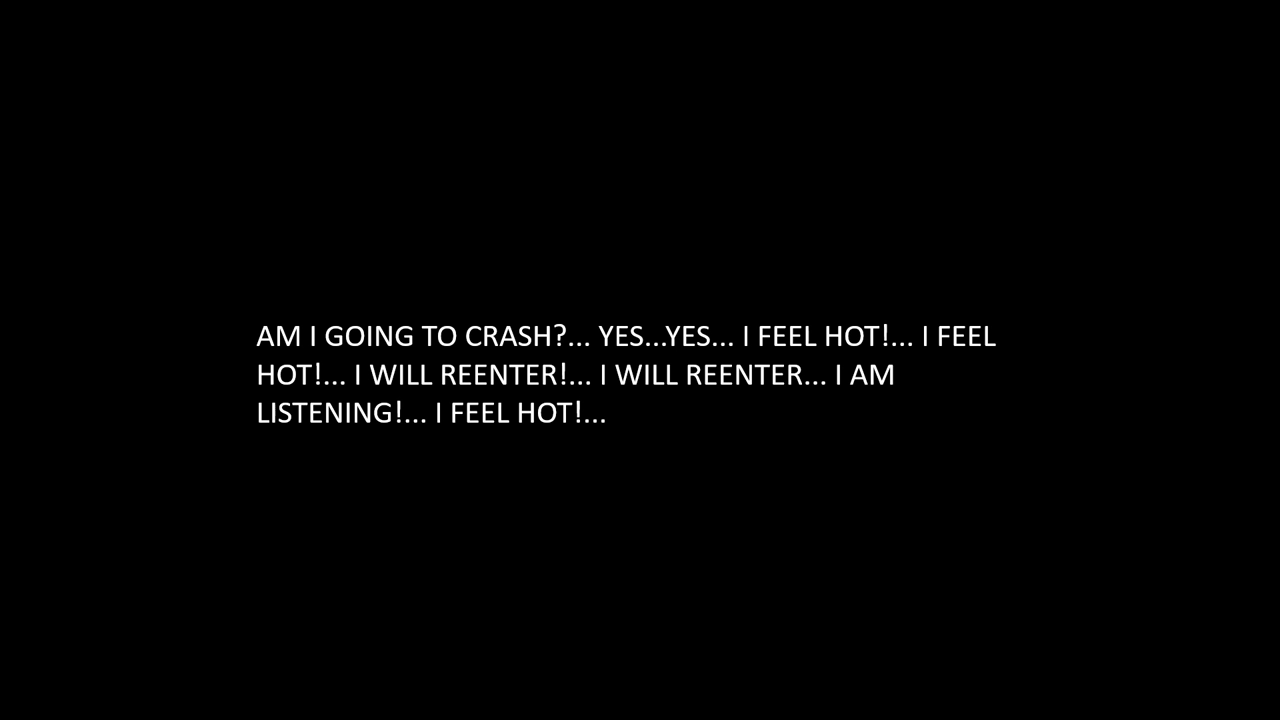 AM I GOING TO CRASH?... YES...YES... I FEEL HOT!... I FEEL
HOT!... I WILL REENTER!... I WILL REENTER... I AM
LISTENING!... I FEEL HOT!...